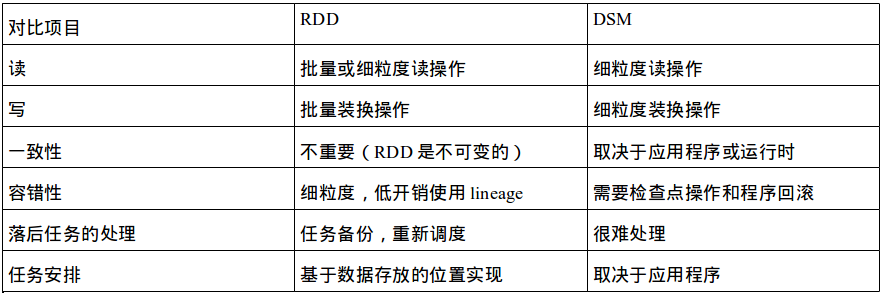 对比项目 RDD DSM
读 批量或细粒度读操作 细粒度读操作
写 批量装换操作 细粒度装换操作
一致性 不重要（RDD 是不可变的） 取决于应用程序或运行时
容错性 细粒度，低开销使用 lineage 需要检查点操作和程序回滚
落后任务的处理 任务备份，重新调度 很难处理
任务安排 基于数据存放的位置实现 取决于应用程序